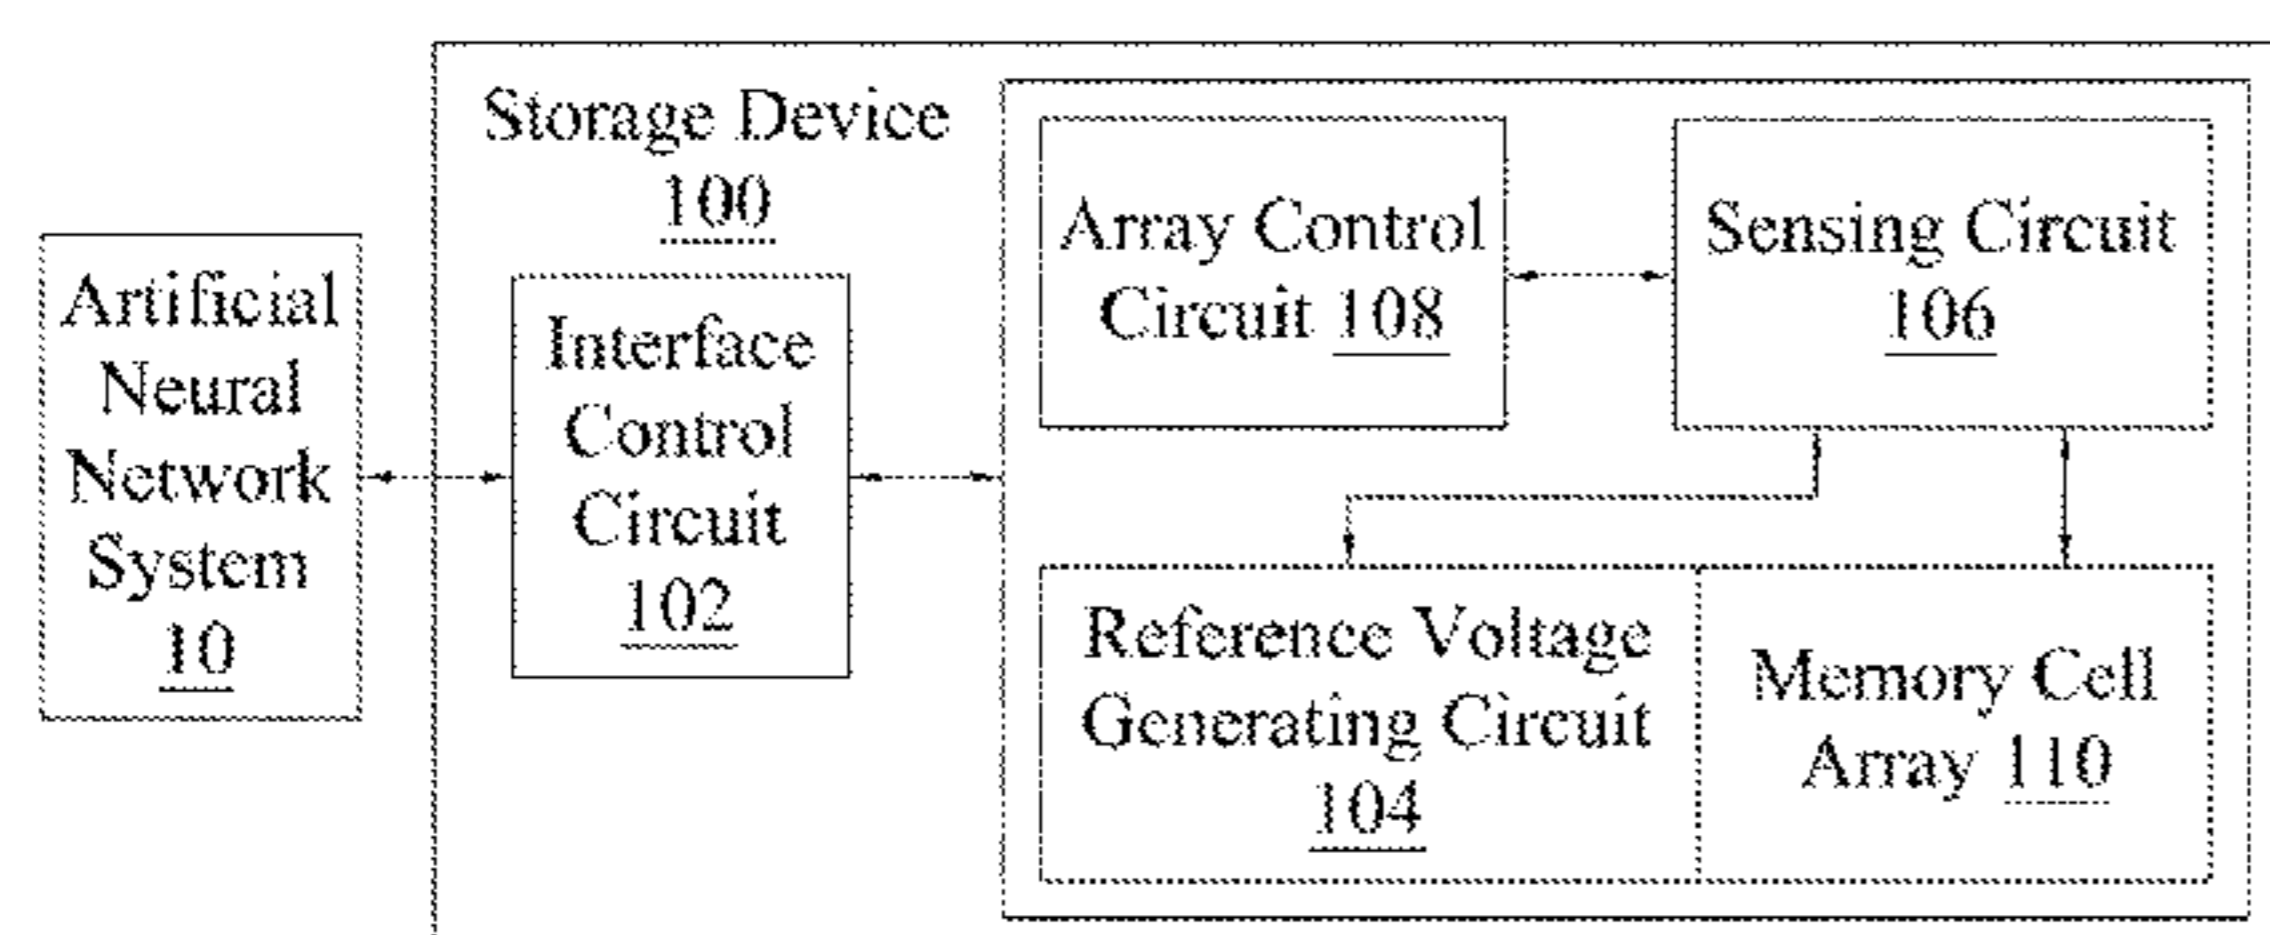 Artificial
Neural
Network
System
10
Storage Device
100
Interface
Control
Circuit
102
Array Control
Circuit 108
Sensing Circuit
106
Reference Voltage
Generating Circuit
104
Memory Cell
Array 110